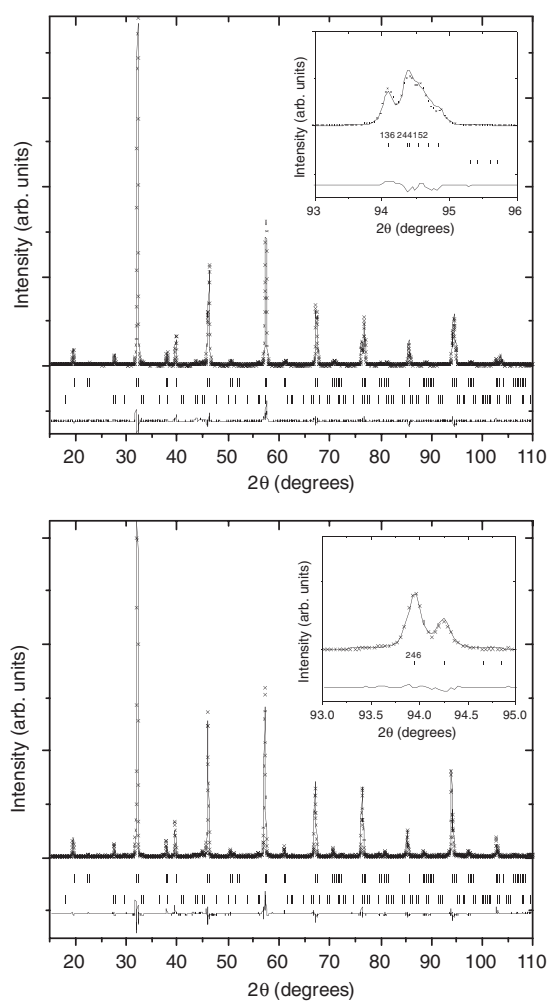 Intensity (arb. units)
Intensity (arb. units)
136 244 152
93 94 95 96
2θ (degrees)
20 30 40 50 60 70 80 90 100 110
2θ (degrees)
Intensity (arb. units)
Intensity (arb. units)
246
93.0 93.5 94.0 94.5 95.0
2θ (degrees)
20 30 40 50 60 70 80 90 100 110
2θ (degrees)